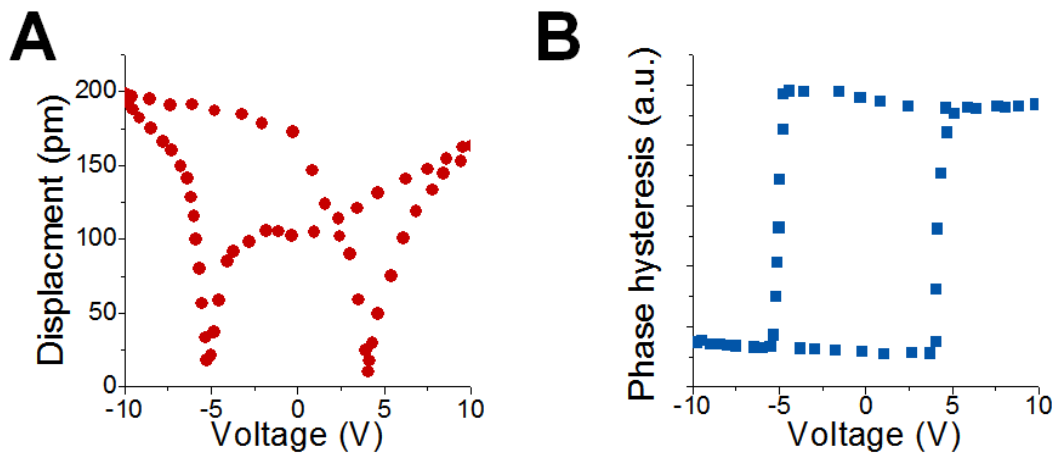 A
Displacment (pm)
200
150
100
50
0
-10 -5 0 5 10
Voltage (V)
B
Phase hysteresis (a.u.)
-10 -5 0 5 10
Voltage (V)